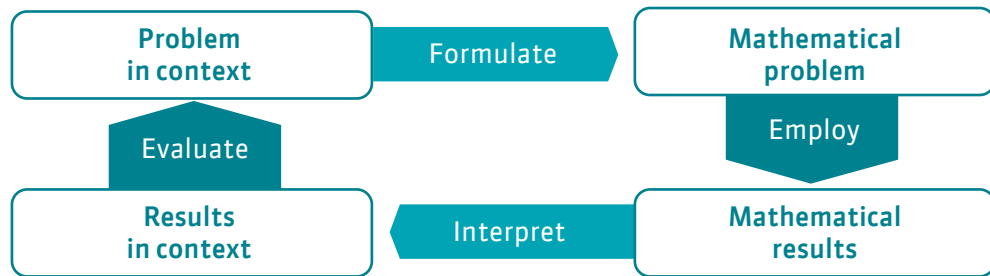 Problem
in context
Formulate
Mathematical
problem
Evaluate
Employ
Results
in context
Interpret
Mathematical
results